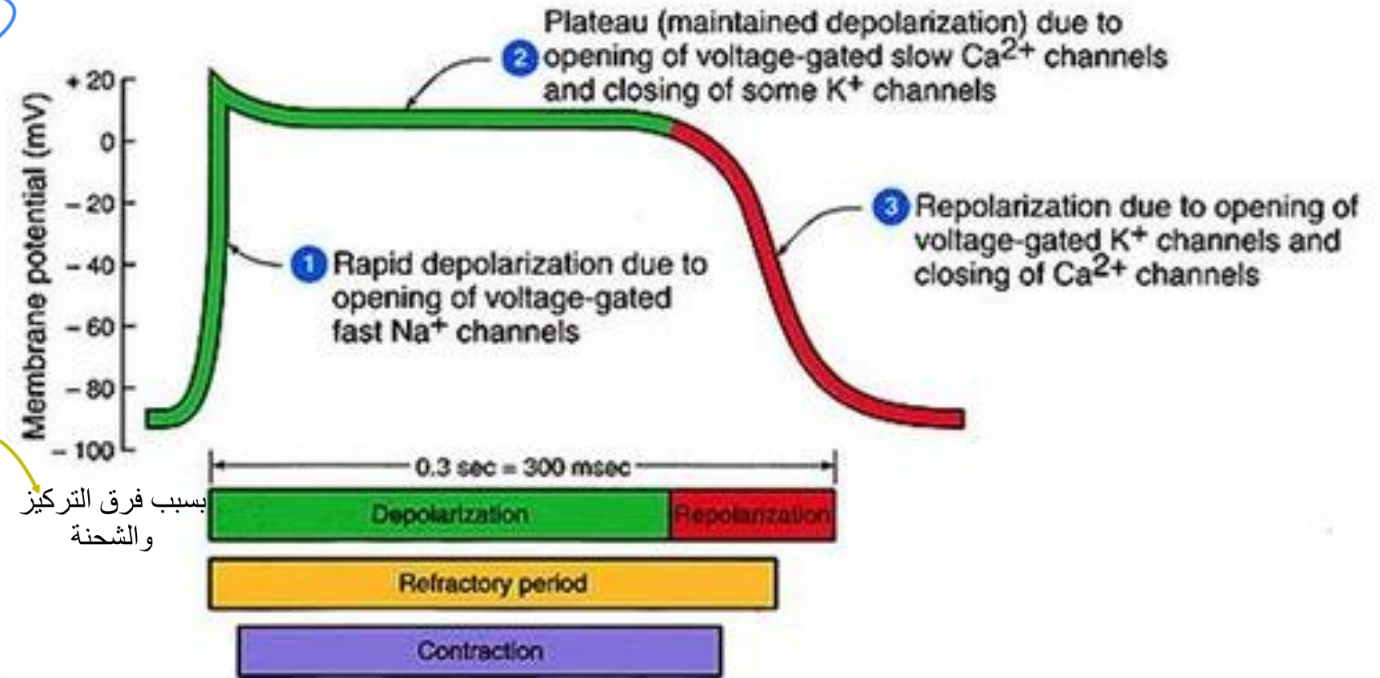 Plateau (maintained depolarization) due to
2 opening of voltage-gated slow Ca2+ channels
and closing of some K+ channels
Membrane potential (mV)
+ 20
0
– 20
– 40
– 60
– 80
– 100
1 Rapid depolarization due to
opening of voltage-gated
fast Na+ channels
3 Repolarization due to opening of
voltage-gated K+ channels and
closing of Ca2+ channels
0.3 sec = 300 msec
بسبب فرق التركيز
والشحنة
Depolarization
Repolarization
Refractory period
Contraction